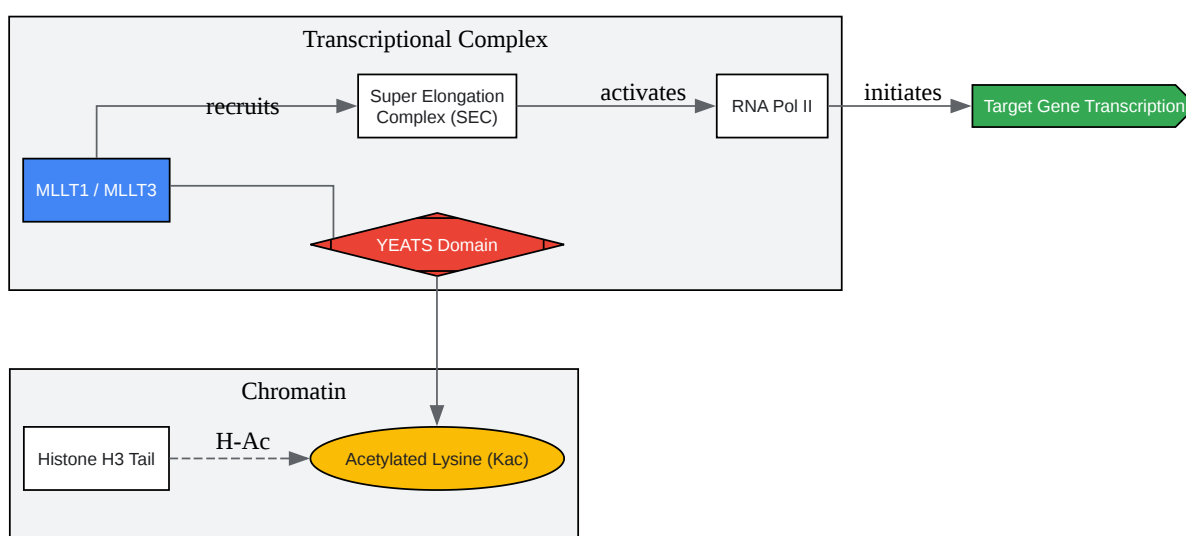 Transcriptional Complex
recruits
Super Elongation
Complex (SEC)
activates
RNA Pol II
initiates
Target Gene Transcription
MLLT1 / MLLT3
YEATS Domain
Chromatin
Histone H3 Tail
H-Ac
Acetylated Lysine (Kac)